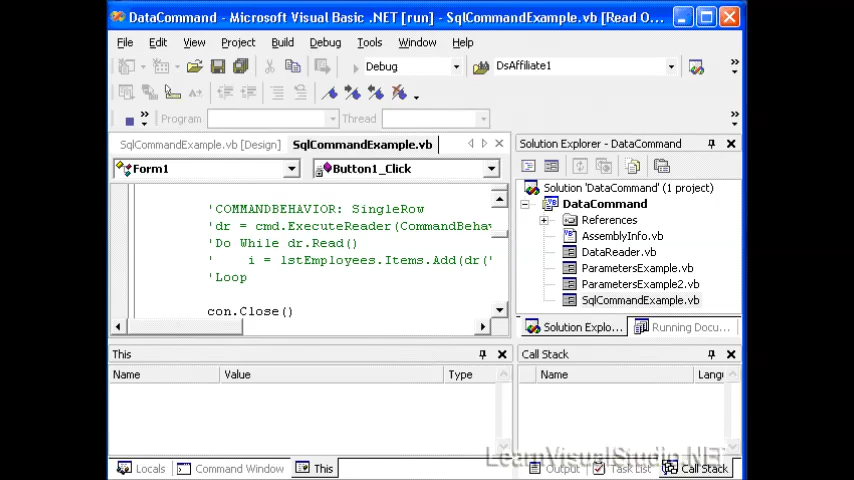 DataCommand - Microsoft Visual Basic .NET [run] - SqlCommandExample.vb [Read O...
File Edit View Project Build Debug Tools Window Help
Debug DsAffiliate1
Program Thread
SqlCommandExample.vb [Design] SqlCommandExample.vb
Form1 Button1_Click
'COMMANDBEHAVIOR: SingleRow
'dr = cmd.ExecuteReader(CommandBehav
'Do While dr.Read()
' i = lstEmployees.Items.Add(dr('
'Loop
con.Close()
Solution Explorer - DataCommand
Solution 'DataCommand' (1 project)
DataCommand
References
AssemblyInfo.vb
DataReader.vb
ParametersExample.vb
ParametersExample2.vb
SqlCommandExample.vb
Solution Explo... Running Docu...
This
Name Value Type
Call Stack
Name Langu
Locals Command Window This
Output Task List Call Stack
LearnVisualStudio.NET